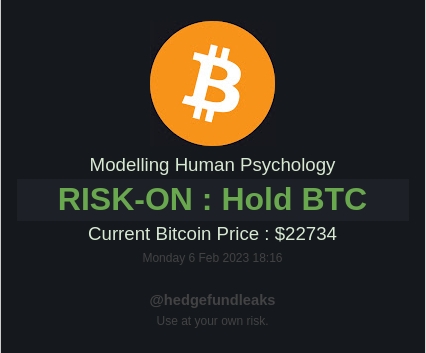 Modelling Human Psychology
RISK-ON : Hold BTC
Current Bitcoin Price : $22734
Monday 6 Feb 2023 18:16
@hedgefundleaks
Use at your own risk.